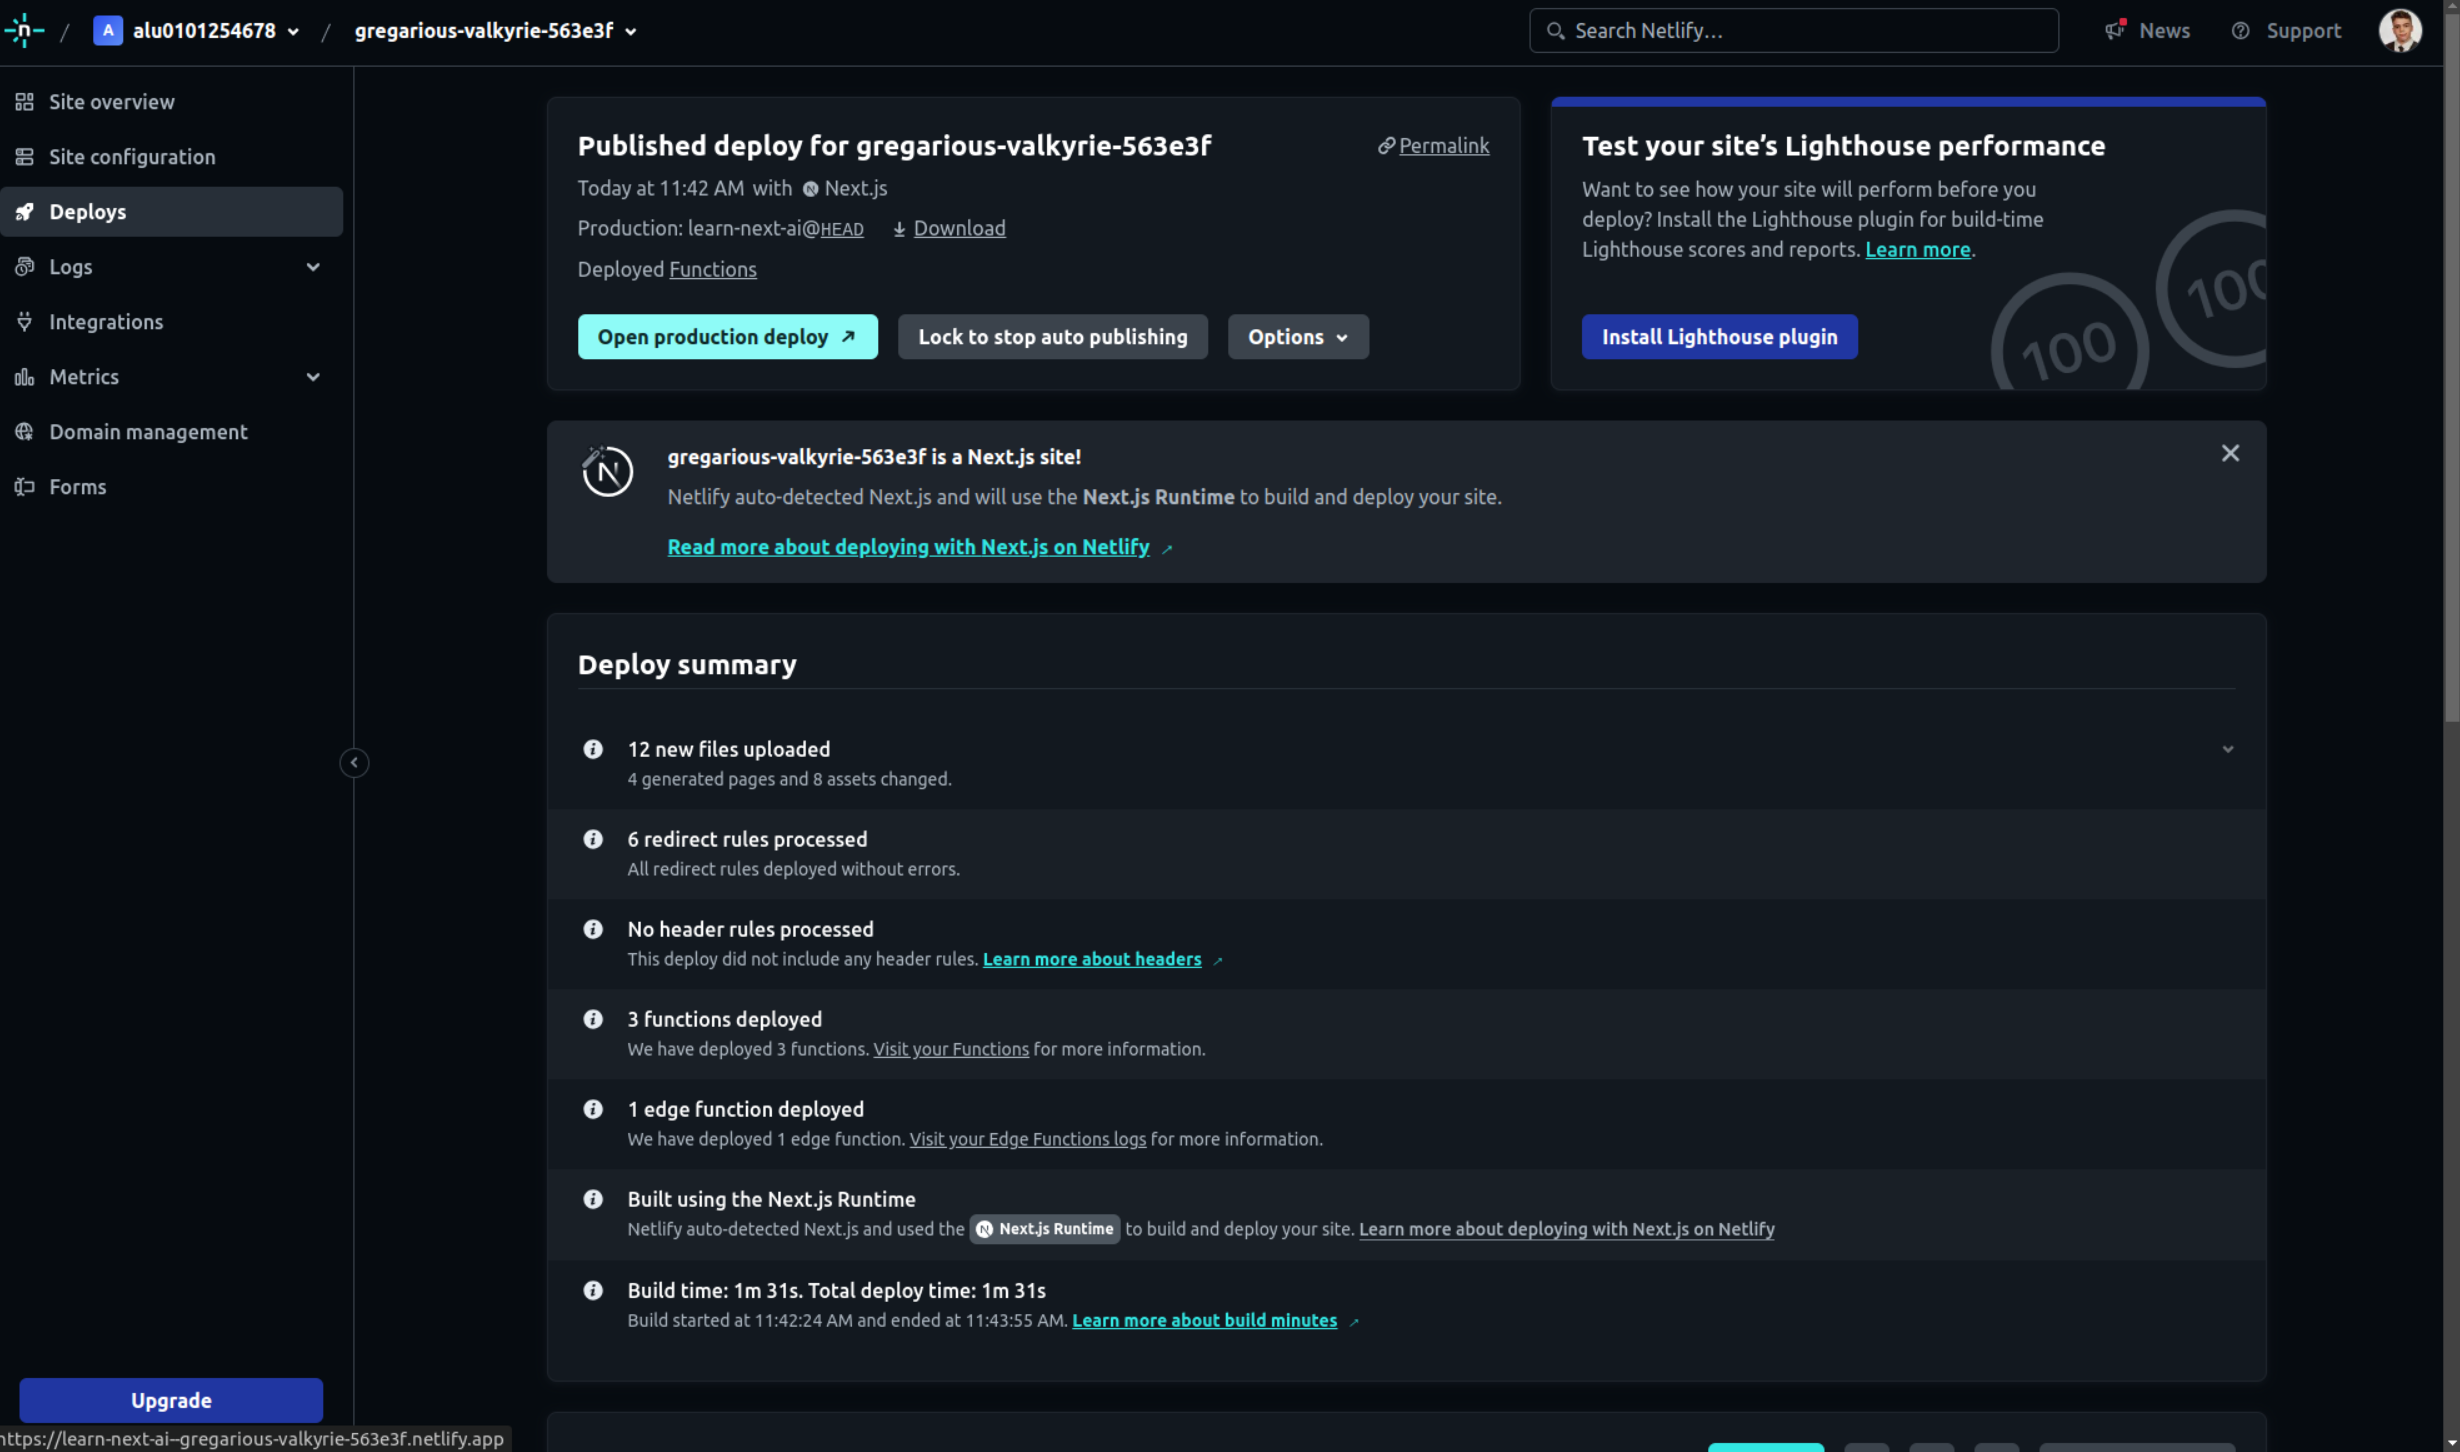 / A alu0101254678 / gregarious-valkyrie-563e3f
Search Netlify...
News
Support
Site overview
Site configuration
Deploys
Logs
Integrations
Metrics
Domain management
Forms
Published deploy for gregarious-valkyrie-563e3f
Permalink
Today at 11:42 AM with Next.js
Production: learn-next-ai@HEAD Download
Deployed Functions
Open production deploy
Lock to stop auto publishing
Options
Test your site’s Lighthouse performance
Want to see how your site will perform before you
deploy? Install the Lighthouse plugin for build-time
Lighthouse scores and reports. Learn more.
Install Lighthouse plugin
100
100
gregarious-valkyrie-563e3f is a Next.js site!
Netlify auto-detected Next.js and will use the Next.js Runtime to build and deploy your site.
Read more about deploying with Next.js on Netlify
Deploy summary
12 new files uploaded
4 generated pages and 8 assets changed.
6 redirect rules processed
All redirect rules deployed without errors.
No header rules processed
This deploy did not include any header rules. Learn more about headers
3 functions deployed
We have deployed 3 functions. Visit your Functions for more information.
1 edge function deployed
We have deployed 1 edge function. Visit your Edge Functions logs for more information.
Built using the Next.js Runtime
Netlify auto-detected Next.js and used the Next.js Runtime to build and deploy your site. Learn more about deploying with Next.js on Netlify
Build time: 1m 31s. Total deploy time: 1m 31s
Build started at 11:42:24 AM and ended at 11:43:55 AM. Learn more about build minutes
Upgrade
https://learn-next-ai--gregarious-valkyrie-563e3f.netlify.app